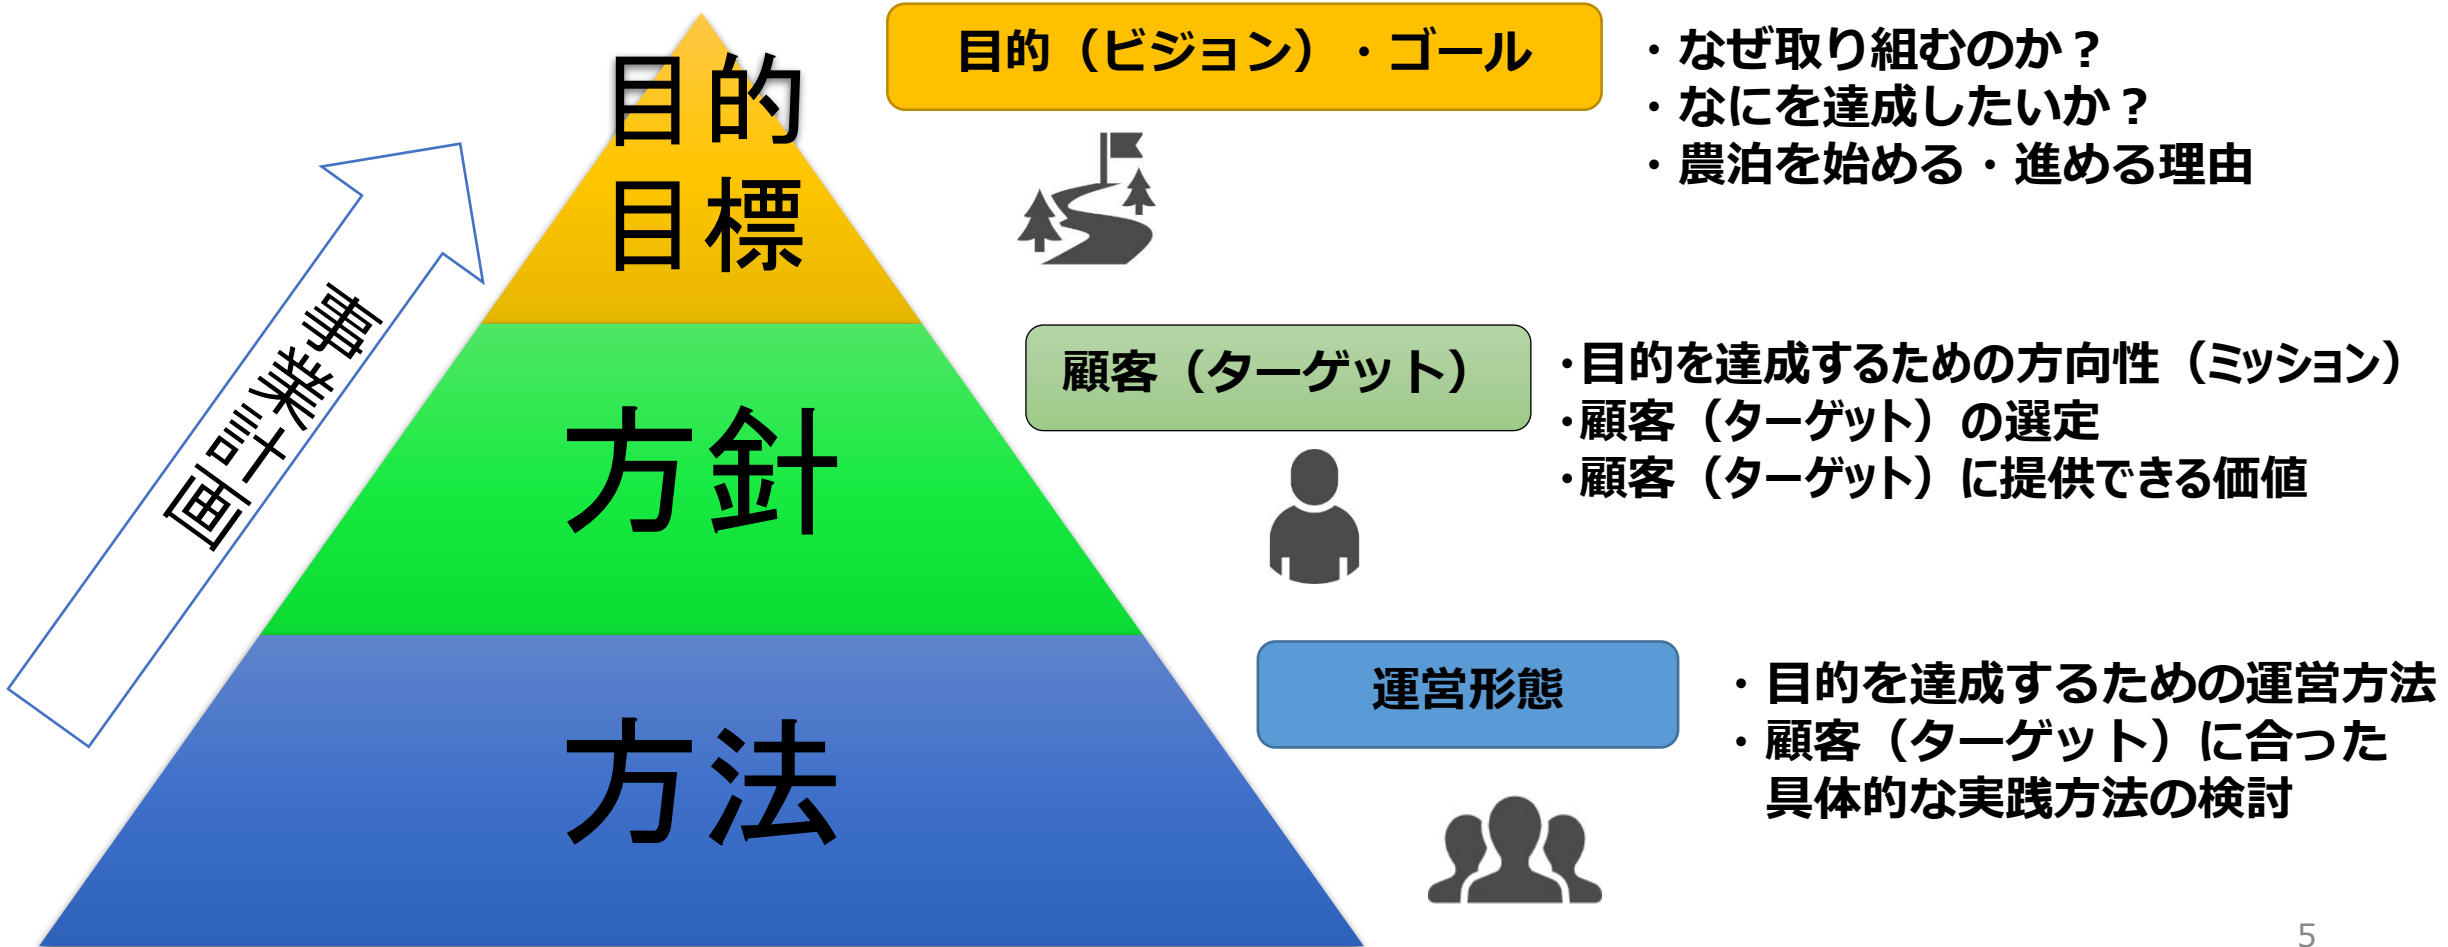 目的
目標
方針
方法
事業計画
目的（ビジョン）・ゴール
・なぜ取り組むのか？
・なにを達成したいか？
・農泊を始める・進める理由
顧客（ターゲット）
・目的を達成するための方向性（ミッション）
・顧客（ターゲット）の選定
・顧客（ターゲット）に提供できる価値
運営形態
・目的を達成するための運営方法
・顧客（ターゲット）に合った
具体的な実践方法の検討
5